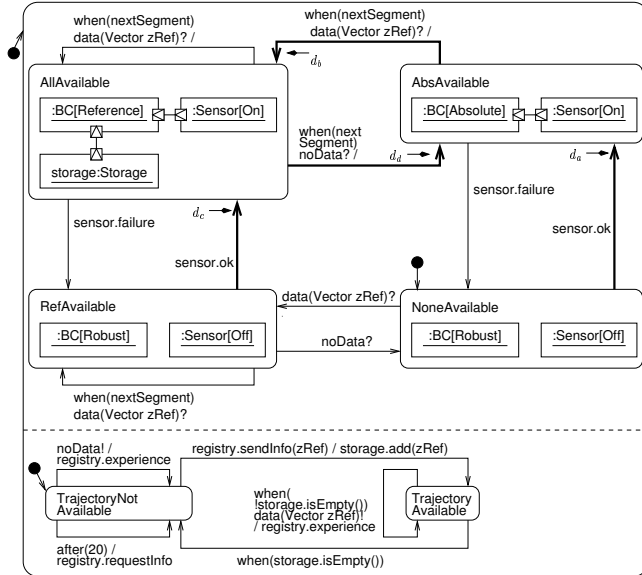 when(nextSegment)
data(Vector zRef)? /
when(nextSegment)
data(Vector zRef)? /
d_b
AllAvailable
:BC[Reference]
:Sensor[On]
storage:Storage
AbsAvailable
:BC[Absolute]
:Sensor[On]
when(next
Segment)
noData? /
d_d
d_a
sensor.failure
d_c
sensor.ok
sensor.failure
sensor.ok
RefAvailable
:BC[Robust]
:Sensor[Off]
data(Vector zRef)?
noData?
NoneAvailable
:BC[Robust]
:Sensor[Off]
when(nextSegment)
data(Vector zRef)?
noData! /
registry.experience
registry.sendInfo(zRef) / storage.add(zRef)
TrajectoryNot
Available
when(
!storage.isEmpty())
data(Vector zRef)!
/ registry.experience
Trajectory
Available
after(20) /
registry.requestInfo
when(storage.isEmpty())